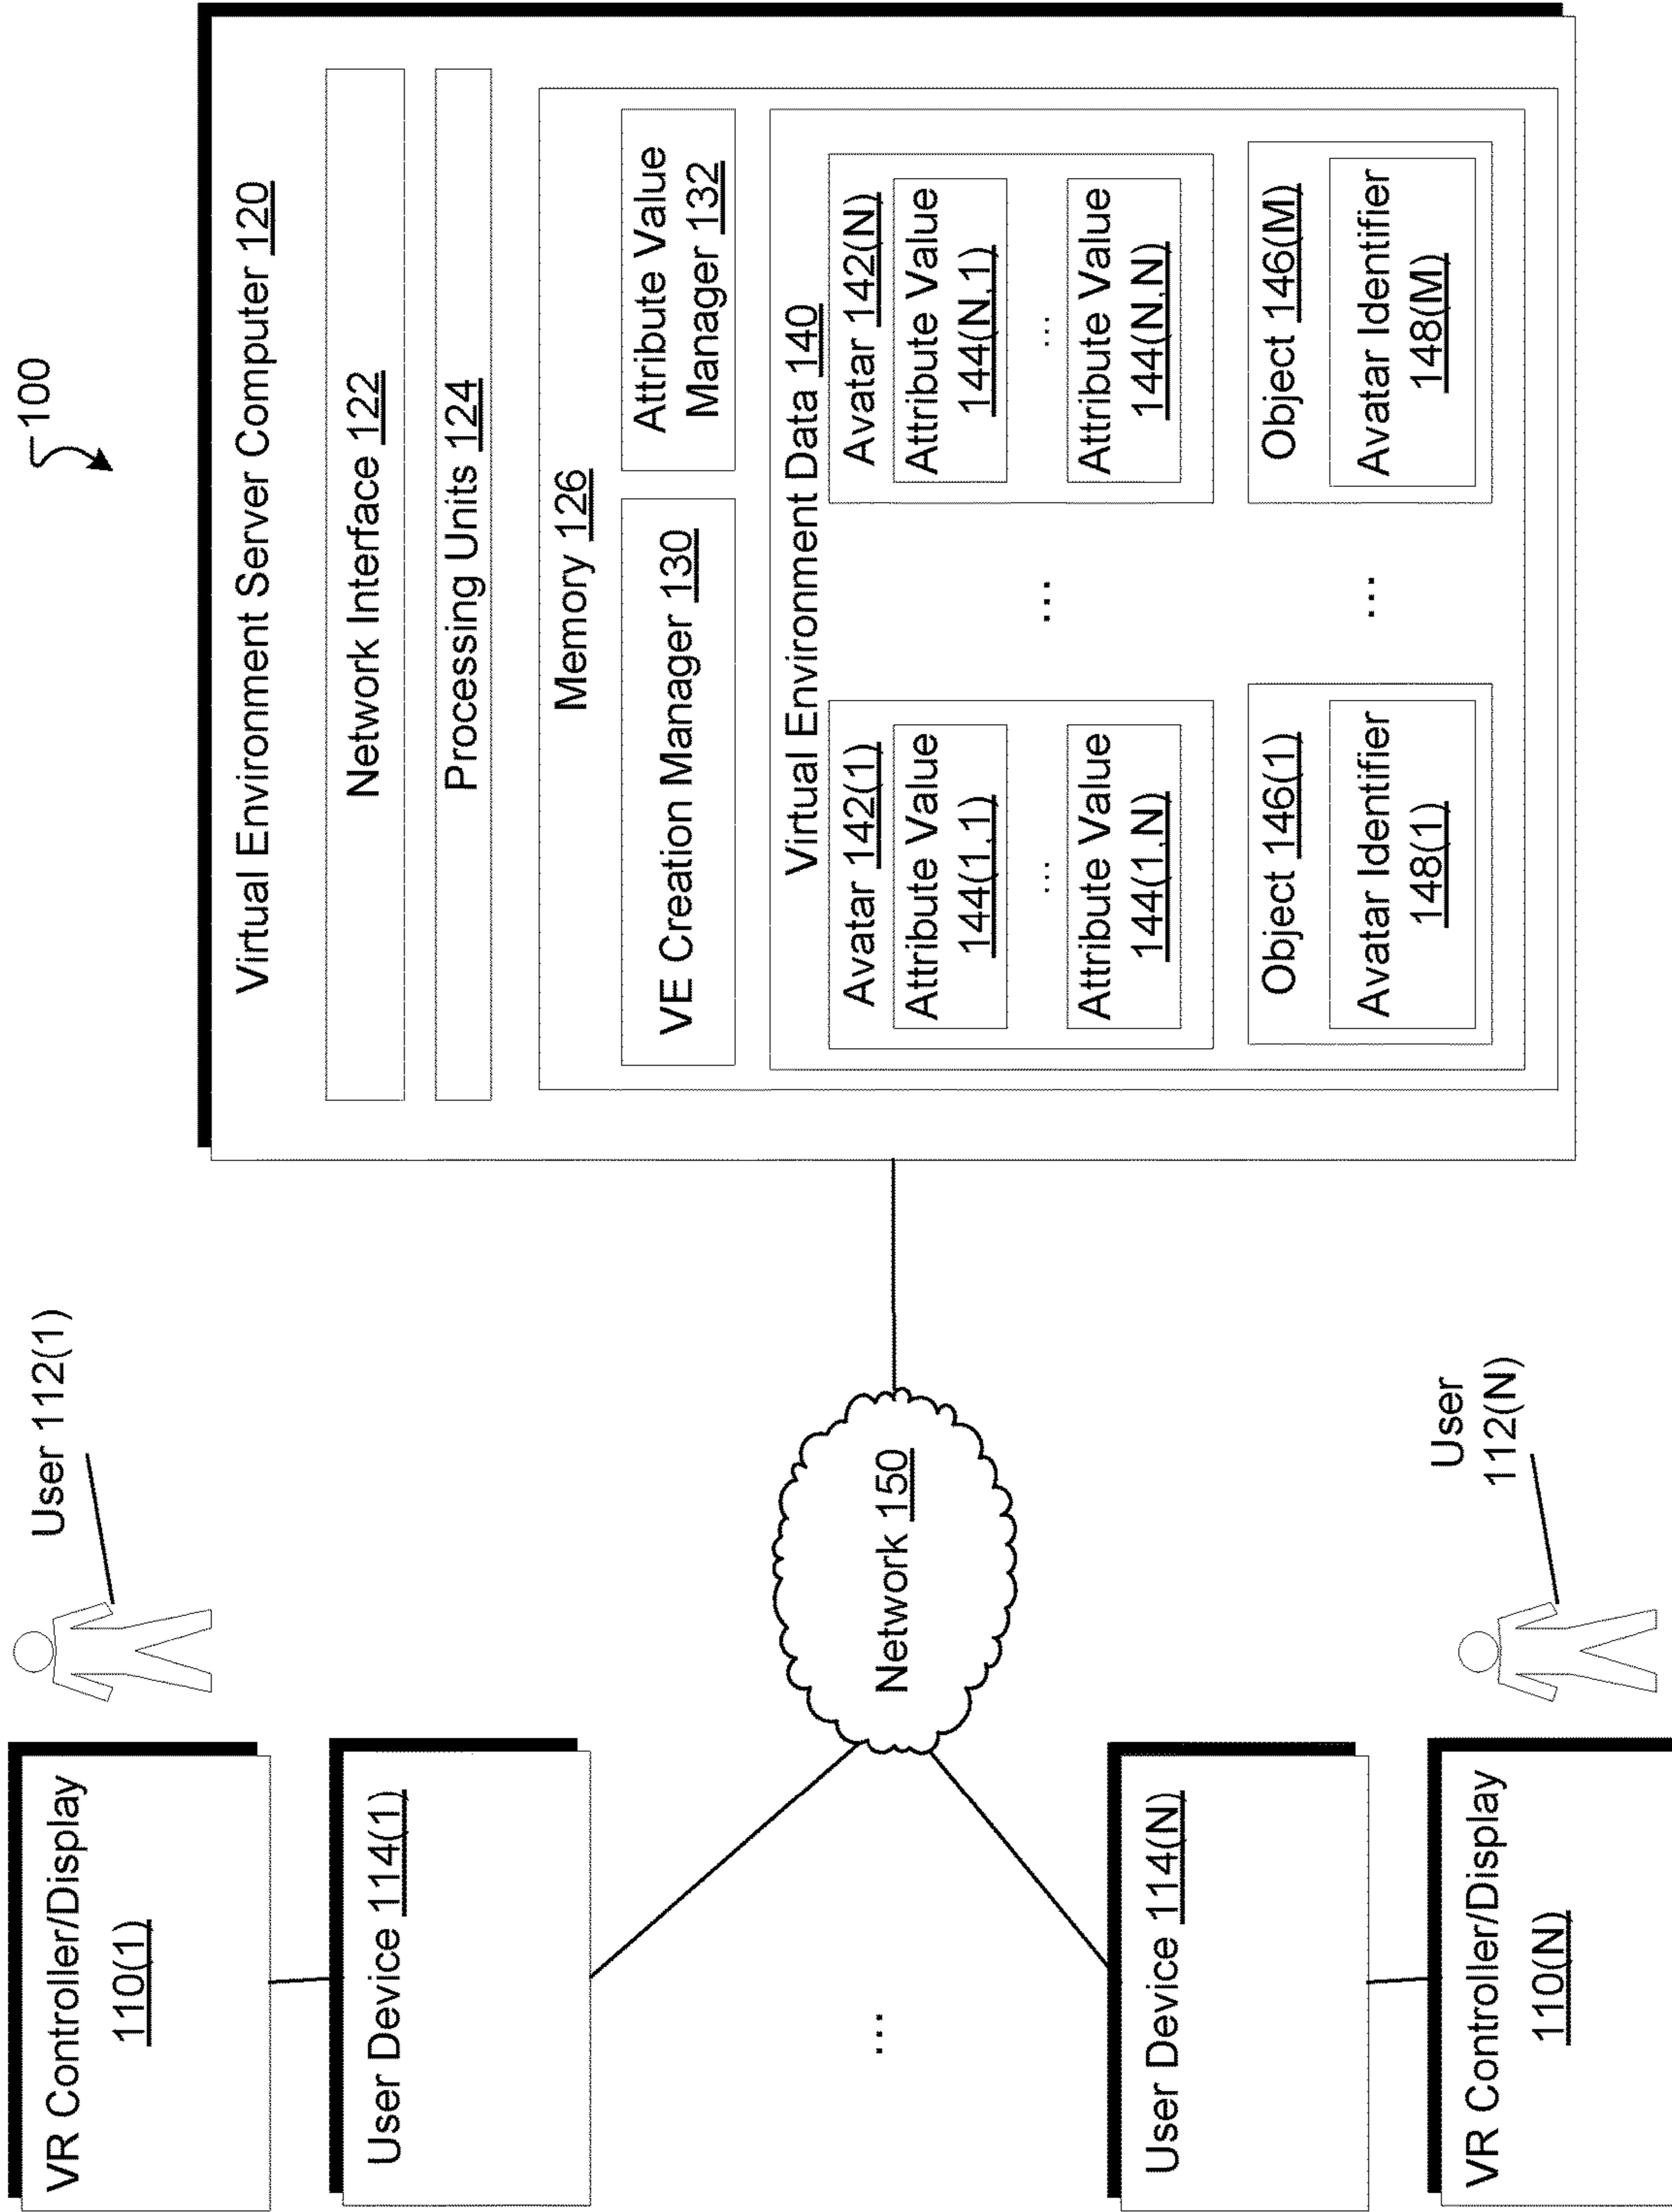 100
VR Controller/Display
110(1)
User 112(1)
User Device 114(1)
...
Network 150
User Device 114(N)
VR Controller/Display
110(N)
User
112(N)
Virtual Environment Server Computer 120
Network Interface 122
Processing Units 124
Memory 126
VE Creation Manager 130
Attribute Value
Manager 132
Virtual Environment Data 140
Avatar 142(1)
Attribute Value
144(1,1)
...
Attribute Value
144(1,N)
...
Avatar 142(N)
Attribute Value
144(N,1)
...
Attribute Value
144(N,N)
Object 146(1)
Avatar Identifier
148(1)
...
Object 146(M)
Avatar Identifier
148(M)